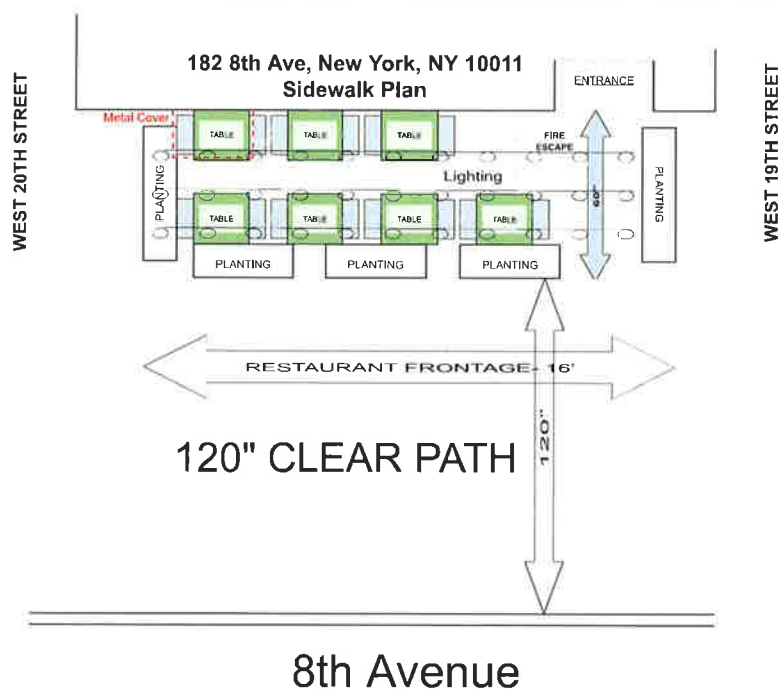 182 8th Ave, New York, NY 10011
Sidewalk Plan
ENTRANCE
WEST 20TH STREET
WEST 19TH STREET
Metal Cover
TABLE
TABLE
TABLE
FIRE
ESCAPE
Lighting
PLANTING
60"
PLANTING
TABLE
TABLE
TABLE
TABLE
PLANTING
PLANTING
PLANTING
RESTAURANT FRONTAGE- 16'
120" CLEAR PATH
120"
8th Avenue